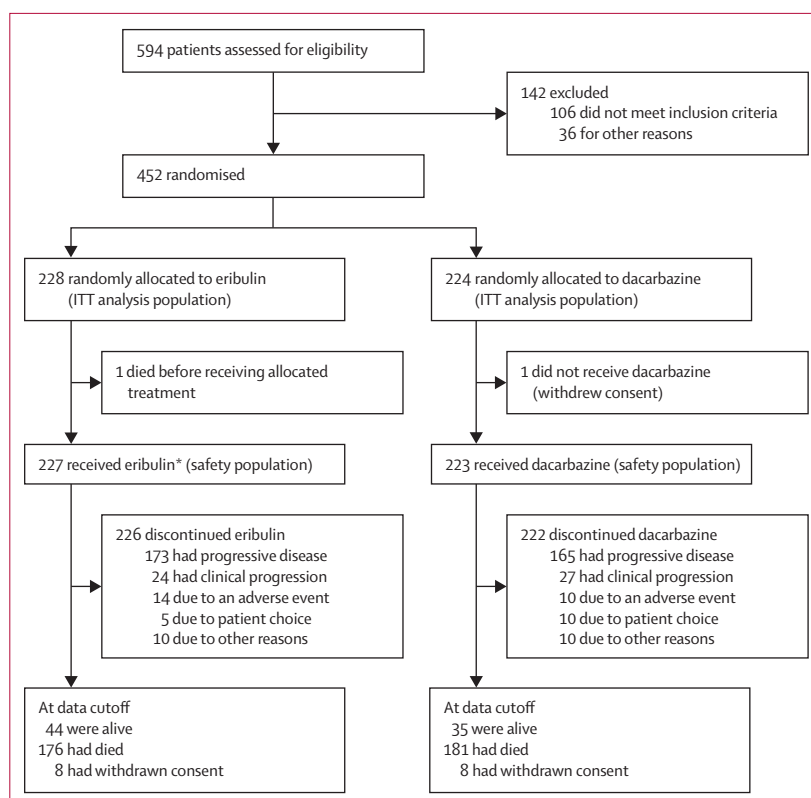 594 patients assessed for eligibility
142 excluded
106 did not meet inclusion criteria
36 for other reasons
452 randomised
228 randomly allocated to eribulin
(ITT analysis population)
224 randomly allocated to dacarbazine
(ITT analysis population)
1 died before receiving allocated
treatment
1 did not receive dacarbazine
(withdrew consent)
227 received eribulin* (safety population)
223 received dacarbazine (safety population)
226 discontinued eribulin
173 had progressive disease
24 had clinical progression
14 due to an adverse event
5 due to patient choice
10 due to other reasons
222 discontinued dacarbazine
165 had progressive disease
27 had clinical progression
10 due to an adverse event
10 due to patient choice
10 due to other reasons
At data cutoff
44 were alive
176 had died
8 had withdrawn consent
At data cutoff
35 were alive
181 had died
8 had withdrawn consent